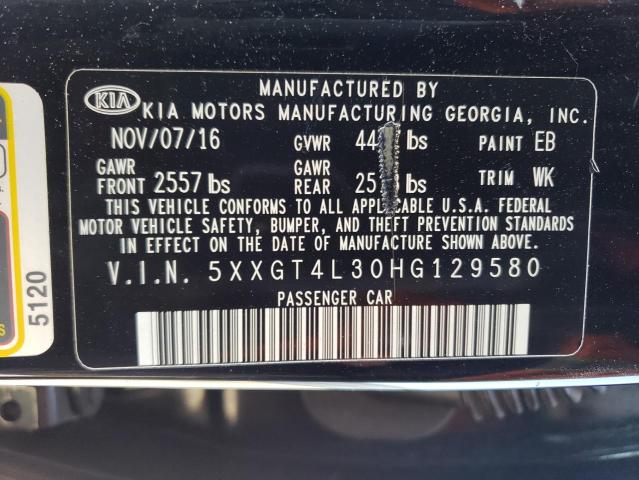 MANUFACTURED BY
KIA KIA MOTORS MANUFACTURING GEORGIA, INC.
NOV/07/16 GVWR lbs PAINT EB
GAWR FRONT 2557 lbs GAWR REAR lbs TRIM WK
THIS VEHICLE CONFORMS TO ALL APPLICABLE U.S.A. FEDERAL
MOTOR VEHICLE SAFETY, BUMPER, AND THEFT PREVENTION STANDARDS
IN EFFECT ON THE DATE OF MANUFACTURE SHOWN ABOVE.
V.I.N. 5XXGT4L30HG129580
PASSENGER CAR
5120